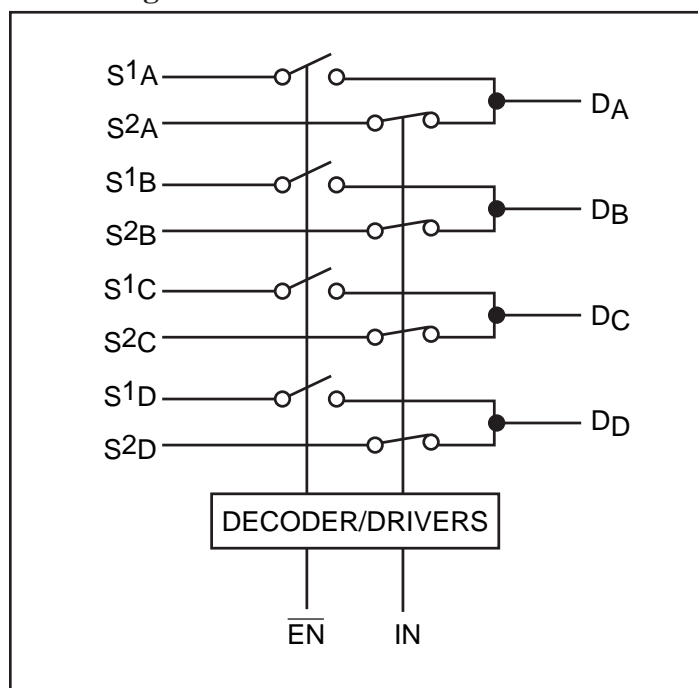 S1A
DA
S2A
S1B
DB
S2B
S1C
DC
S2C
S1D
DD
S2D
DECODER/DRIVERS
EN IN